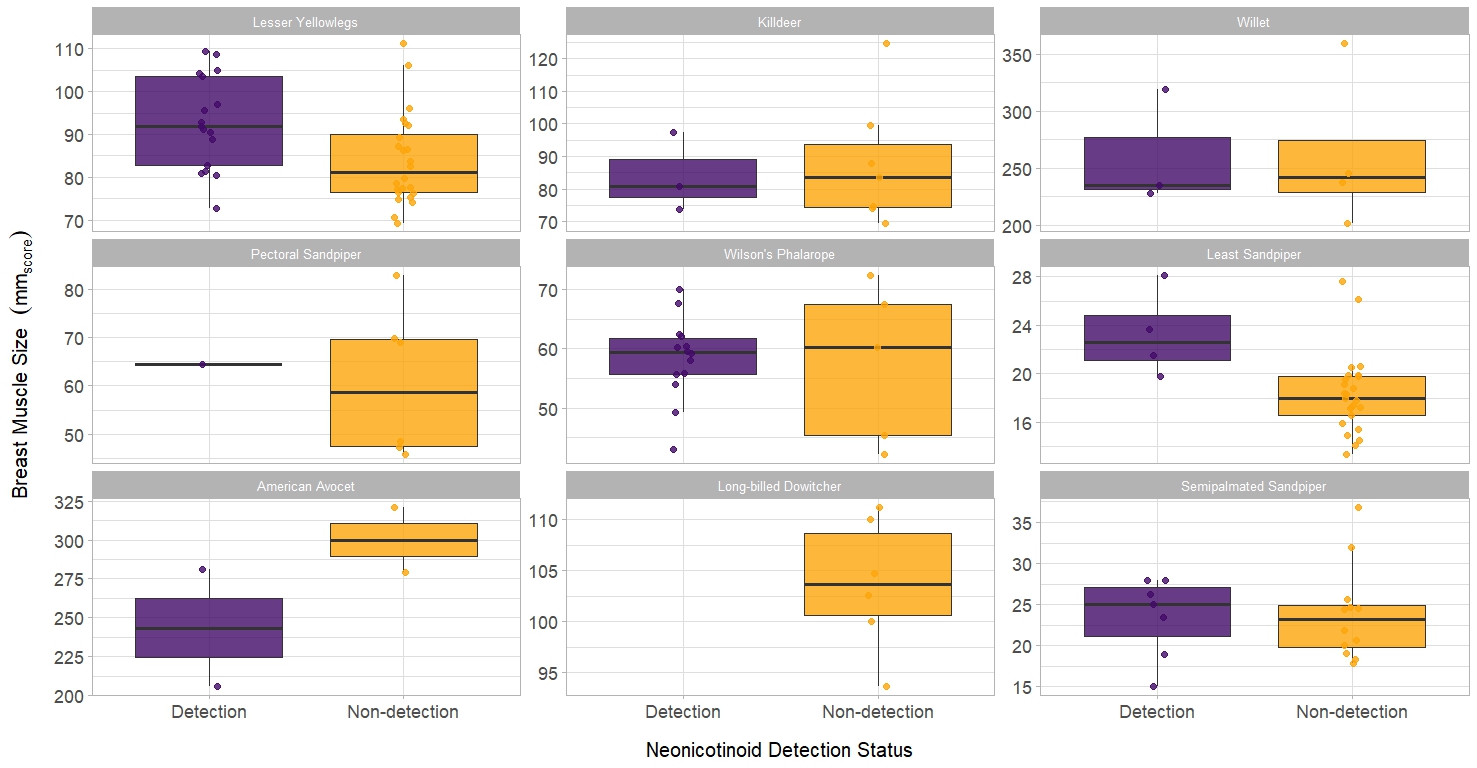 Lesser Yellowlegs
Killdeer
Willet
110
100
90
80
70
120
110
100
90
80
70
350
300
250
200
Pectoral Sandpiper
Wilson's Phalarope
Least Sandpiper
80
70
60
50
70
60
50
28
24
20
16
American Avocet
Long-billed Dowitcher
Semipalmated Sandpiper
325
300
275
250
225
200
110
105
100
95
35
30
25
20
15
Detection
Non-detection
Detection
Non-detection
Detection
Non-detection
Neonicotinoid Detection Status
Breast Muscle Size (mmscore)